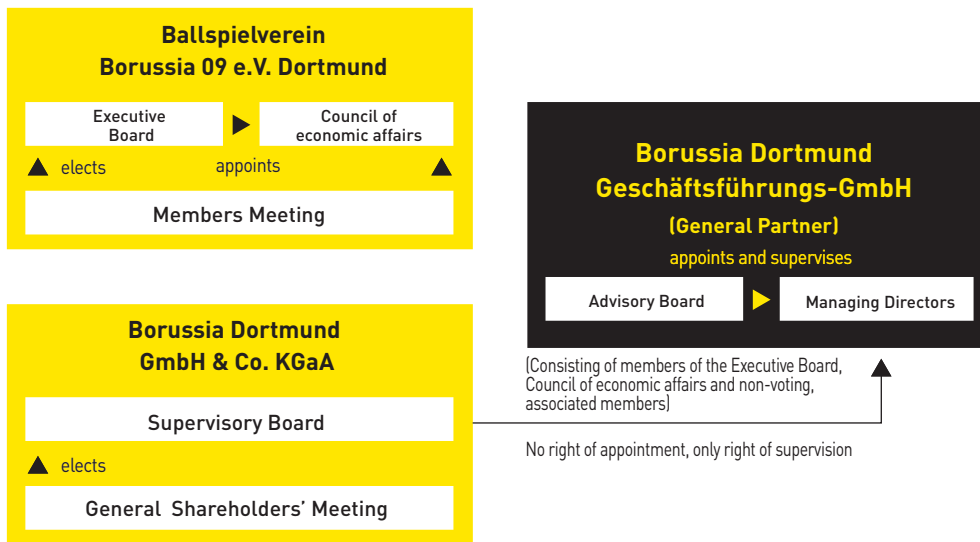 Ballspielverein
Borussia 09 e.V. Dortmund
Executive
Board
Council of
economic affairs
elects
appoints
Members Meeting
Borussia Dortmund
GmbH & Co. KGaA
Supervisory Board
elects
General Shareholders’ Meeting
Borussia Dortmund
Geschäftsführungs-GmbH
(General Partner)
appoints and supervises
Advisory Board
Managing Directors
(Consisting of members of the Executive Board,
Council of economic affairs and non-voting,
associated members)
No right of appointment, only right of supervision